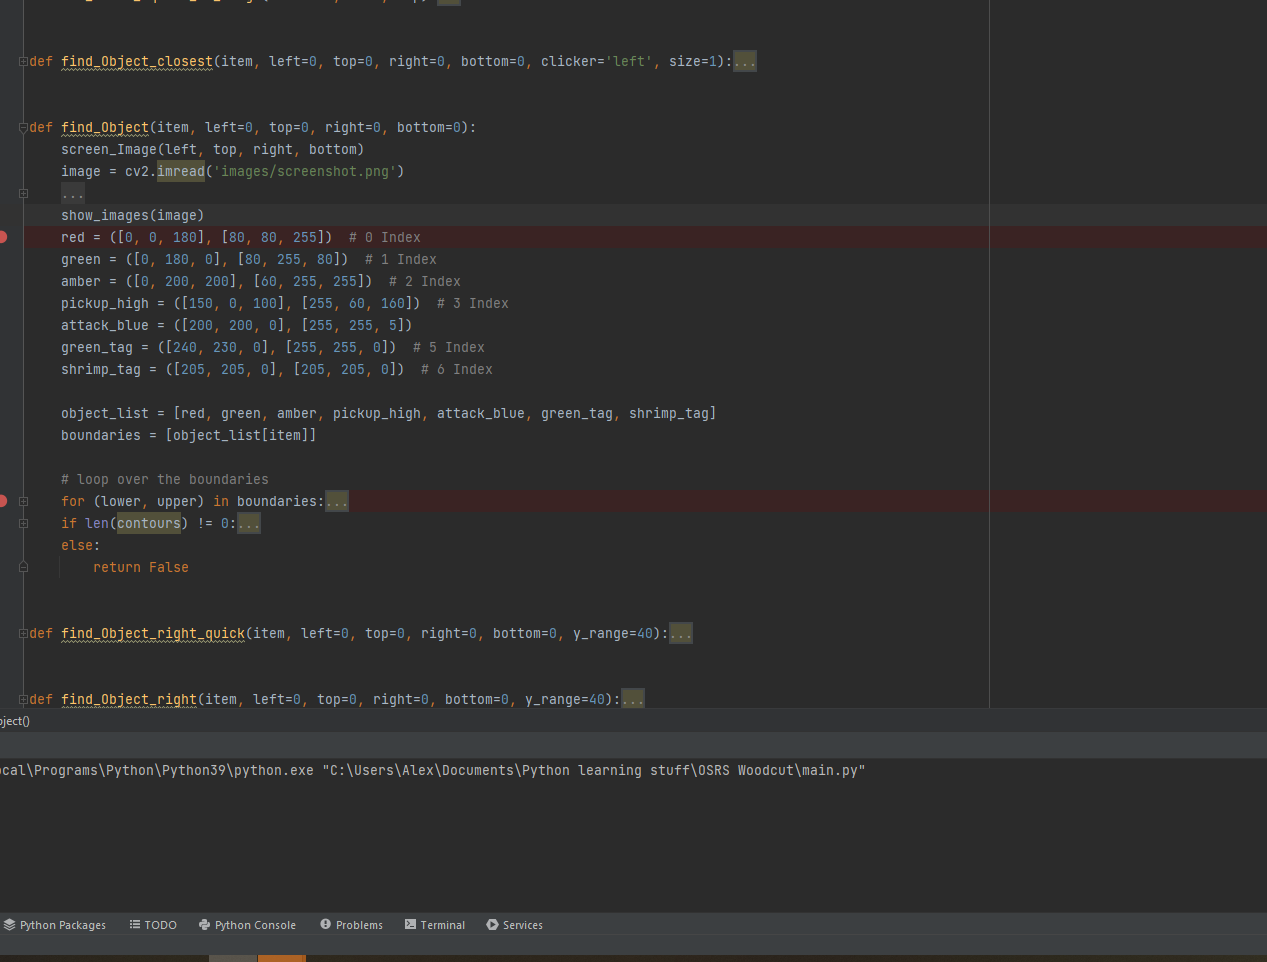 def find_Object_closest(item, left=0, top=0, right=0, bottom=0, clicker='left', size=1):...
def find_Object(item, left=0, top=0, right=0, bottom=0):
screen_Image(left, top, right, bottom)
image = cv2.imread('images/screenshot.png')
...
show_images(image)
red = ([0, 0, 180], [80, 80, 255]) # 0 Index
green = ([0, 180, 0], [80, 255, 80]) # 1 Index
amber = ([0, 200, 200], [60, 255, 255]) # 2 Index
pickup_high = ([150, 0, 100], [255, 60, 160]) # 3 Index
attack_blue = ([200, 200, 0], [255, 255, 5])
green_tag = ([240, 230, 0], [255, 255, 0]) # 5 Index
shrimp_tag = ([205, 205, 0], [205, 205, 0]) # 6 Index
object_list = [red, green, amber, pickup_high, attack_blue, green_tag, shrimp_tag]
boundaries = [object_list[item]]
# loop over the boundaries
for (lower, upper) in boundaries:...
if len(contours) != 0:...
else:
return False
def find_Object_right_quick(item, left=0, top=0, right=0, bottom=0, y_range=40):...
def find_Object_right(item, left=0, top=0, right=0, bottom=0, y_range=40):...
bject()
ocal\Programs\Python\Python39\python.exe "C:\Users\Alex\Documents\Python learning stuff\OSRS Woodcut\main.py"
Python Packages TODO Python Console Problems Terminal Services